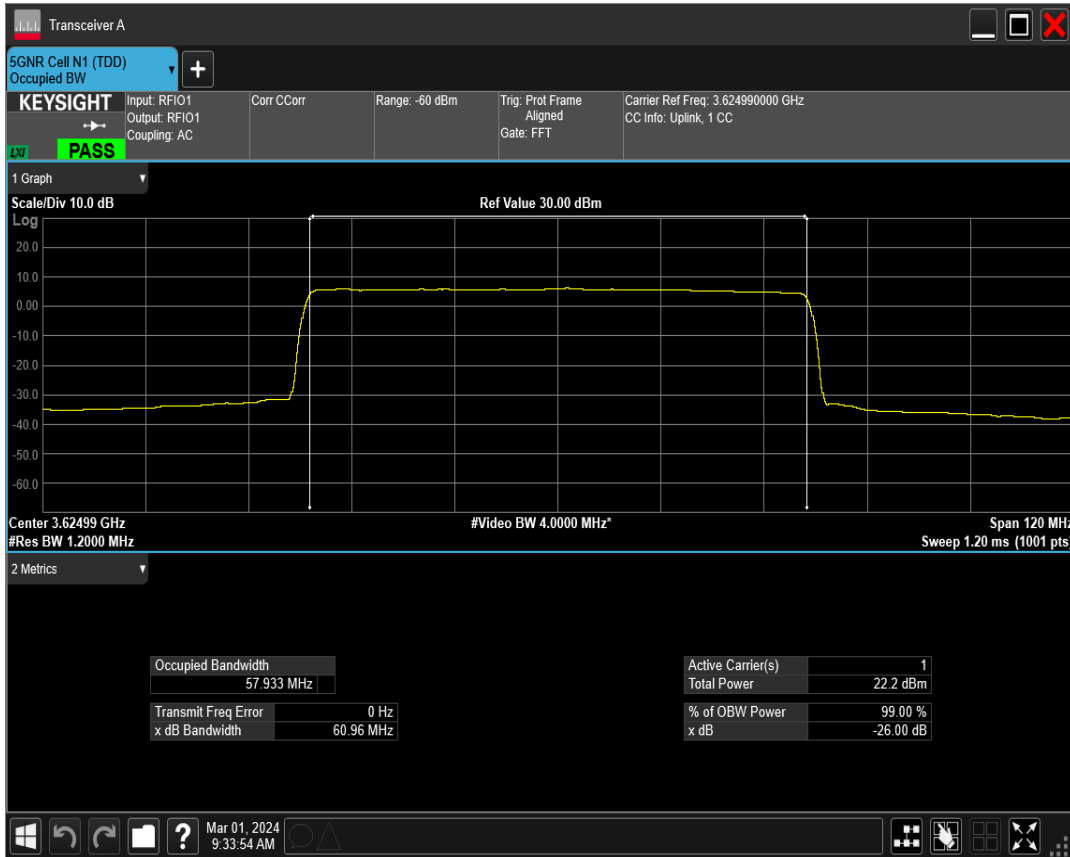 Transceiver A
5GNR Cell N1 (TDD)
Occupied BW
+
KEYSIGHT
LXI
PASS
Input: RFIO1
Output: RFIO1
Coupling: AC
Corr CCorr
Range: -60 dBm
Trig: Prot Frame
Aligned
Gate: FFT
Carrier Ref Freq: 3.624990000 GHz
CC Info: Uplink, 1 CC
1 Graph
Scale/Div 10.0 dB
Ref Value 30.00 dBm
Log
20.0
10.0
0.00
-10.0
-20.0
-30.0
-40.0
-50.0
-60.0
Center 3.62499 GHz
#Video BW 4.0000 MHz*
Span 120 MHz
#Res BW 1.2000 MHz
Sweep 1.20 ms (1001 pts)
2 Metrics
Occupied Bandwidth
57.933 MHz
Transmit Freq Error 0 Hz
x dB Bandwidth 60.96 MHz
Active Carrier(s) 1
Total Power 22.2 dBm
% of OBW Power 99.00 %
x dB -26.00 dB
?
Mar 01, 2024
9:33:54 AM